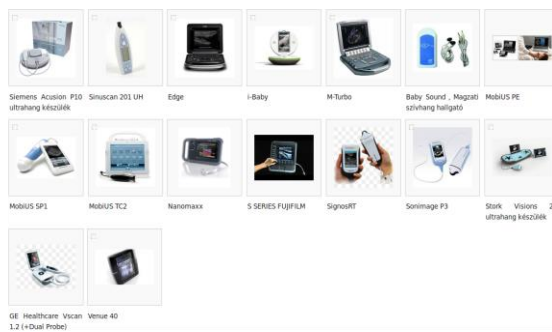 Siemens Acusion P10
ultrahang készülék
Sinuscan 201 UH
Edge
i-Baby
M-Turbo
Baby Sound , Magzati
szívhang hallgató
MobiUS PE
MobiUS SP1
MobiUS TC2
Nanomaxx
S SERIES FUJIFILM
SignosRT
Sonimage P3
Stork Visions 2
ultrahang készülék
GE Healthcare Vscan
1.2 (+Dual Probe)
Venue 40